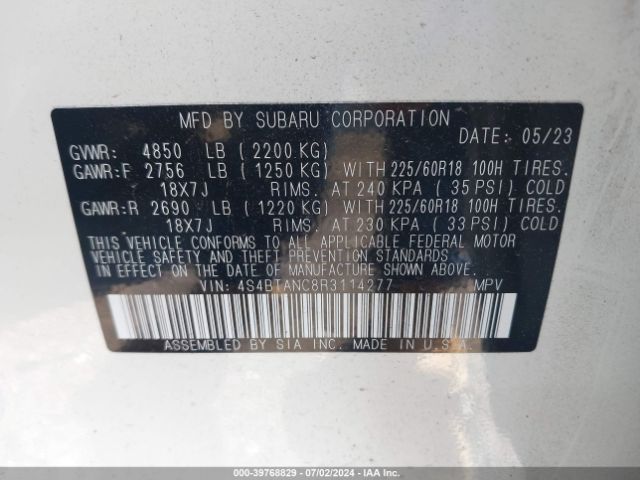 MFD BY SUBARU CORPORATION
DATE: 05/23
GVWR: 4850 LB ( 2200 KG)
GAWR:F 2756 LB ( 1250 KG) WITH 225/60R18 100H TIRES.
18X7J RIMS. AT 240 KPA ( 35 PSI) COLD
GAWR:R 2690 LB ( 1220 KG) WITH 225/60R18 100H TIRES.
18X7J RIMS. AT 230 KPA ( 33 PSI) COLD
THIS VEHICLE CONFORMS TO ALL APPLICABLE FEDERAL MOTOR
VEHICLE SAFETY AND THEFT PREVENTION STANDARDS IN
EFFECT ON THE DATE OF MANUFACTURE SHOWN ABOVE.
VIN: 4S4BTANC8R3114277 MPV
ASSEMBLED BY SIA INC. MADE IN U.S.A.
000-39768829 - 07/02/2024 - IAA Inc.